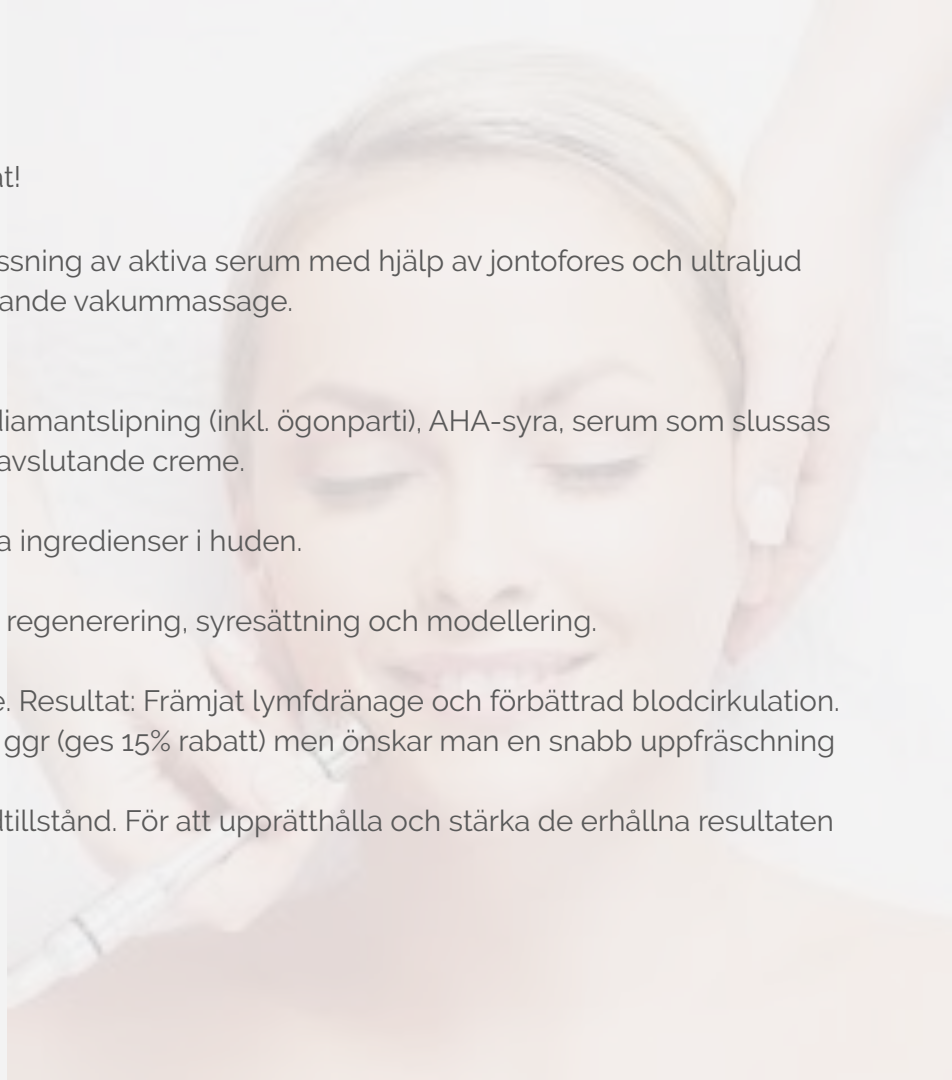 at!
ssning av aktiva serum med hjälp av jontofores och ultraljud
ande vakummassage.
diamantslipning (inkl. ögonparti), AHA-syra, serum som slussas
avslutande creme.
a ingredienser i huden.
regenerering, syresättning och modellering.
e. Resultat: Främjat lymfdränage och förbättrad blodcirkulation.
ggr (ges 15% rabatt) men önskar man en snabb uppfräschning
dtillstånd. För att upprätthålla och stärka de erhållna resultaten